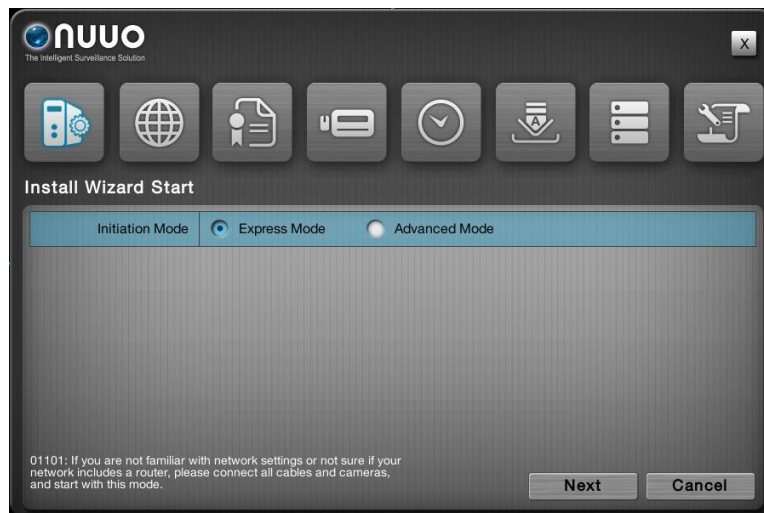 NUUO
The Intelligent Surveillance Solution
X
A
Install Wizard Start
Initiation Mode
Express Mode
Advanced Mode
01101: If you are not familiar with network settings or not sure if your
network includes a router, please connect all cables and cameras,
and start with this mode.
Next
Cancel